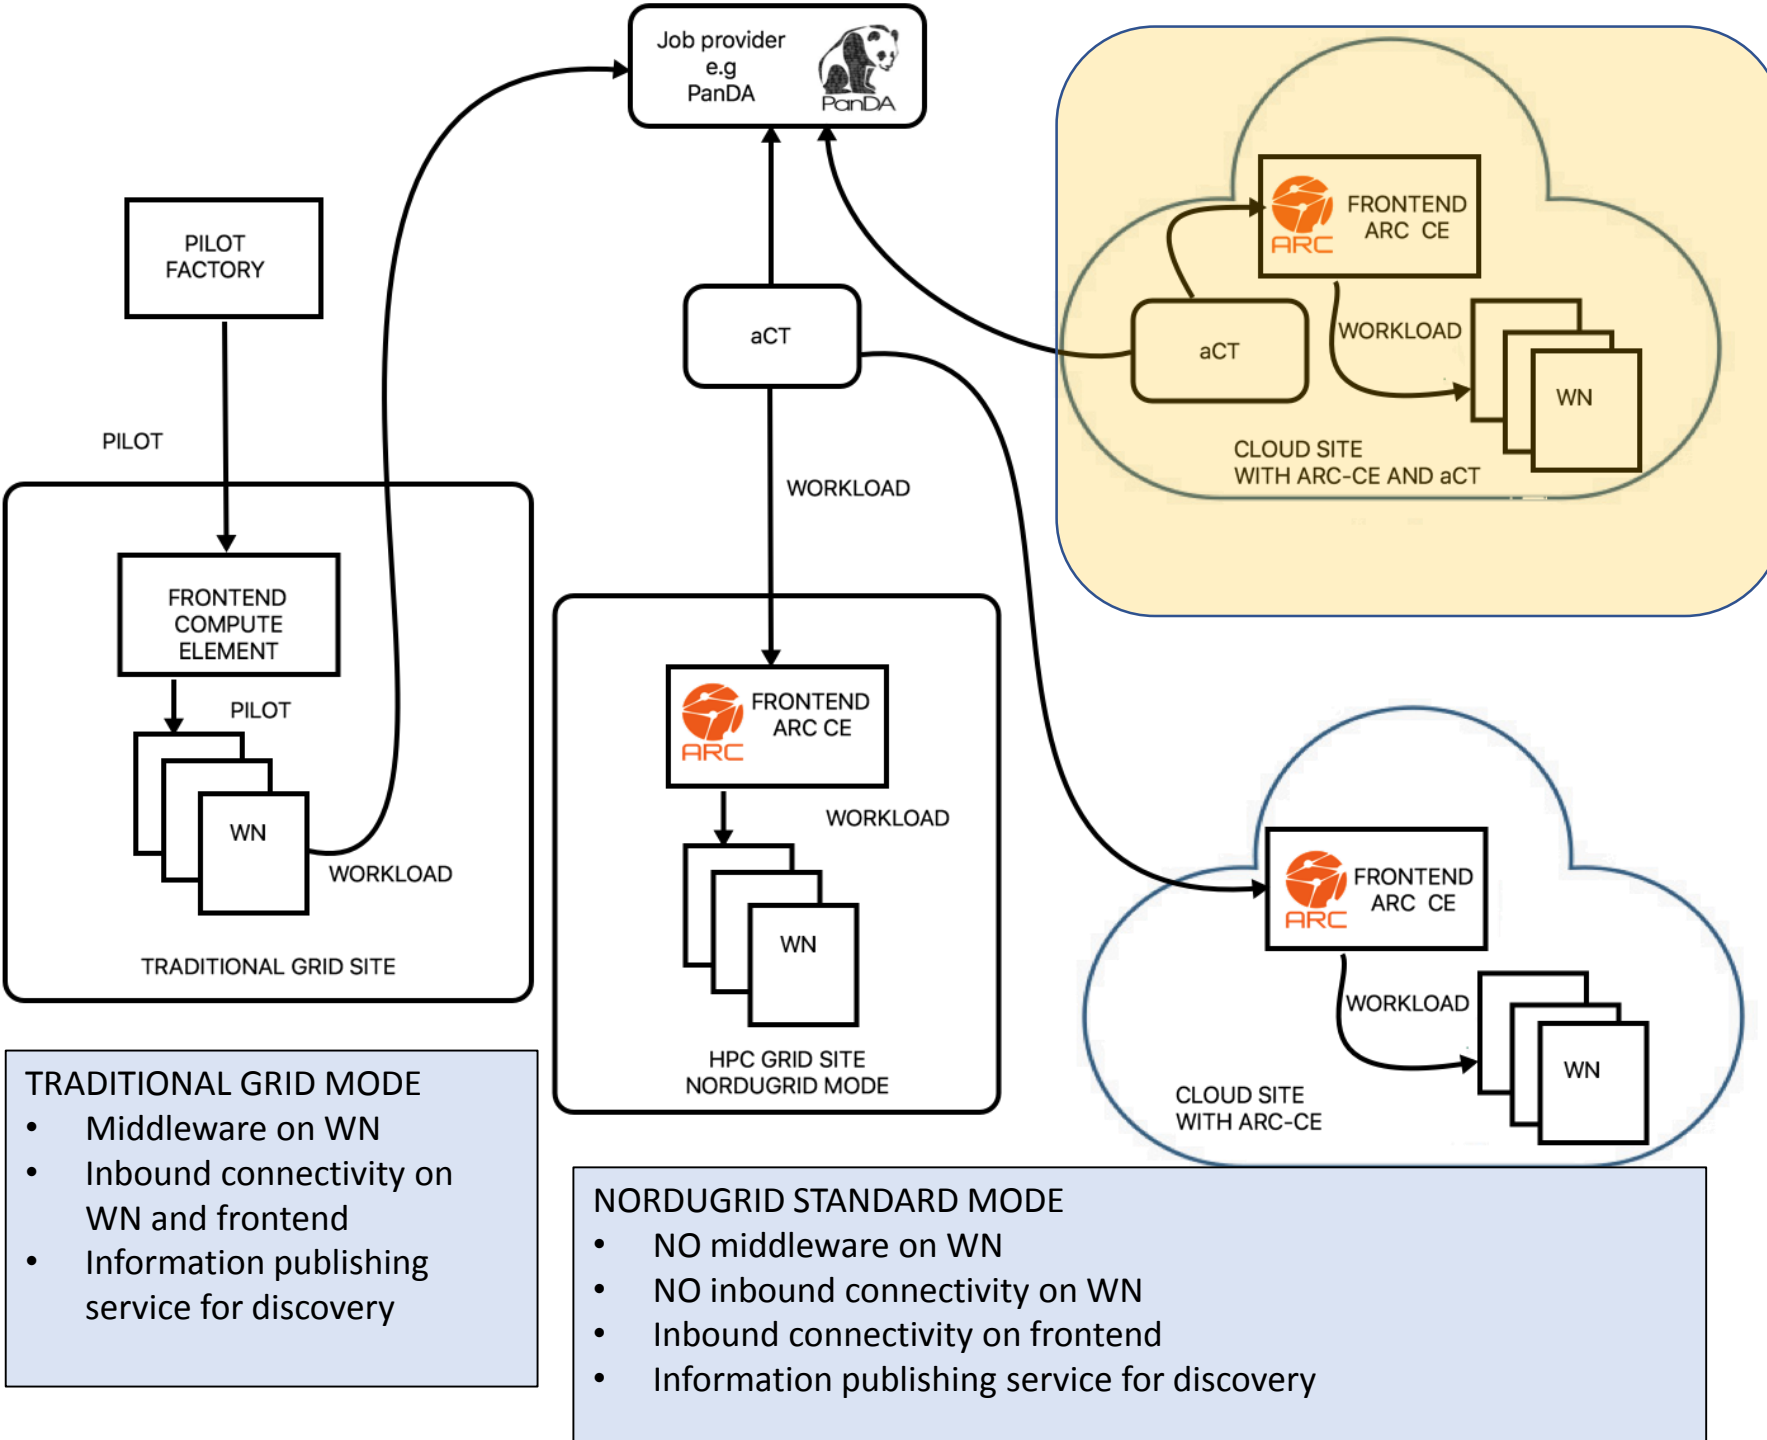 Job provider
e.g
PanDA
PanDA
PILOT
FACTORY
PILOT
FRONTEND
COMPUTE
ELEMENT
PILOT
WN
WORKLOAD
TRADITIONAL GRID SITE
aCT
WORKLOAD
ARC
FRONTEND
ARC CE
WORKLOAD
WN
HPC GRID SITE
NORDUGRID MODE
ARC
FRONTEND
ARC CE
aCT
WORKLOAD
WN
CLOUD SITE
WITH ARC-CE AND aCT
ARC
FRONTEND
ARC CE
WORKLOAD
WN
CLOUD SITE
WITH ARC-CE
TRADITIONAL GRID MODE
• Middleware on WN
• Inbound connectivity on
WN and frontend
• Information publishing
service for discovery
NORDUGRID STANDARD MODE
• NO middleware on WN
• NO inbound connectivity on WN
• Inbound connectivity on frontend
• Information publishing service for discovery